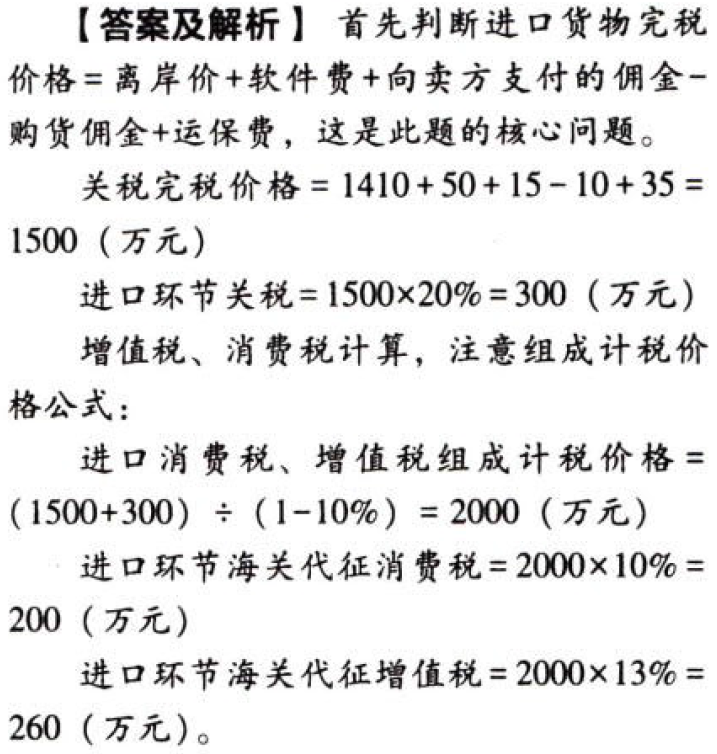 【答案及解析】 首先判断进口货物完税
价格=离岸价+软件费+向卖方支付的佣金-
购货佣金+运保费，这是此题的核心问题。
关税完税价格=1410+50+15-10+35=
1500（万元）
进口环节关税=1500×20%=300（万元）
增值税、消费税计算，注意组成计税价
格公式：
进口消费税、增值税组成计税价格=
(1500+300）÷（1-10%）=2000（万元）
进口环节海关代征消费税=2000×10%=
200（万元）
进口环节海关代征增值税=2000×13%=
260（万元）。